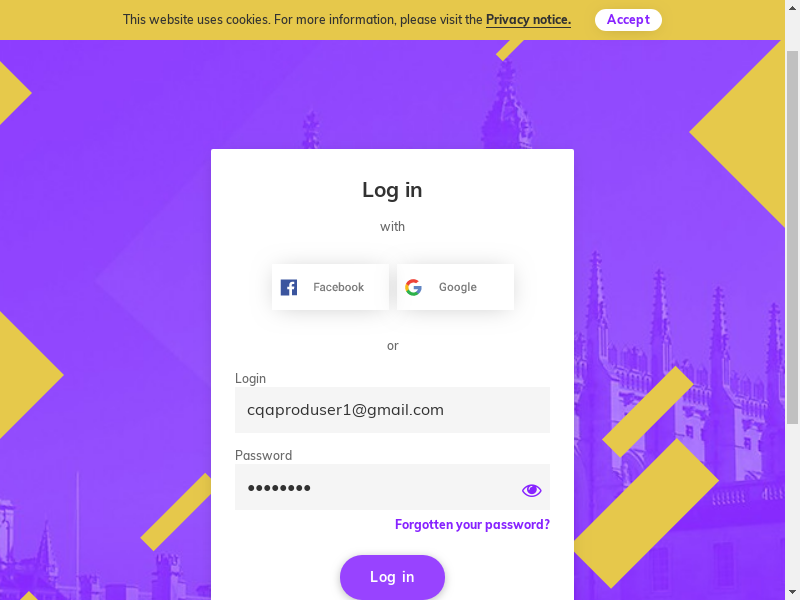 This website uses cookies. For more information, please visit the Privacy notice. Accept
Log in
with
Facebook Google
or
Login
cqaproduser1@gmail.com
Password
••••••••
Forgotten your password?
Log in